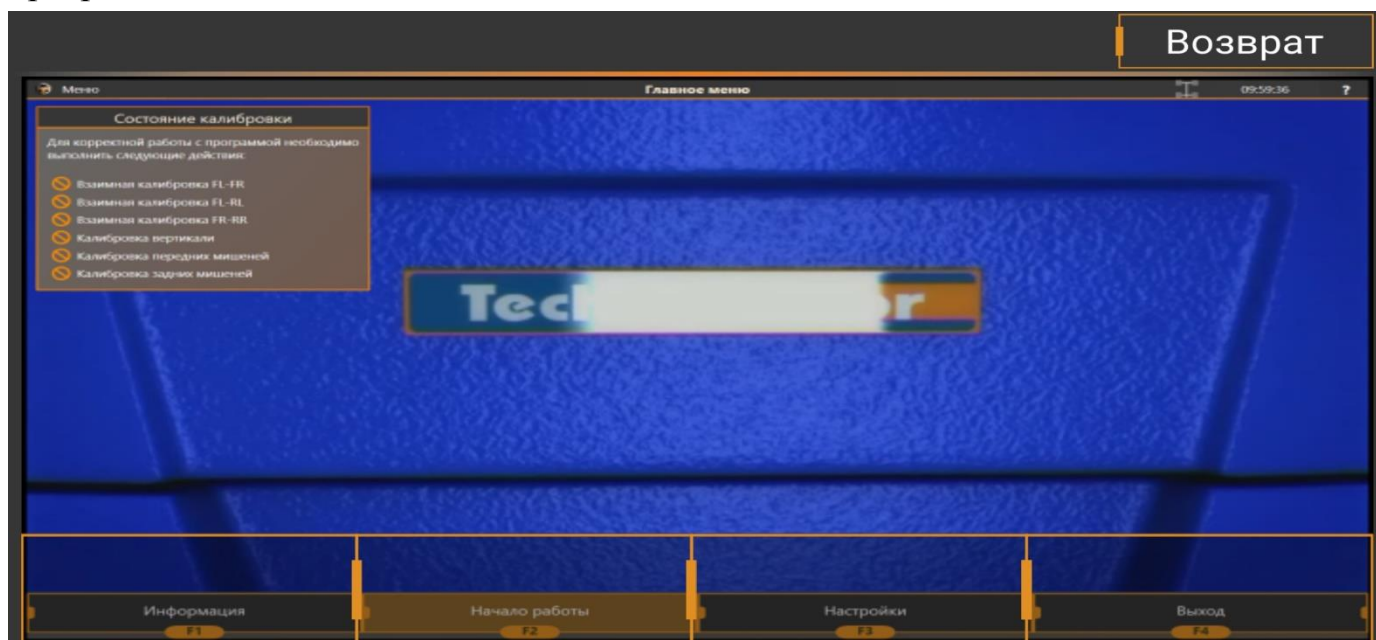 Возврат
Меню Главное меню 09:59:36 ?
Состояние калибровки
Для корректной работы с программой необходимо
выполнить следующие действия:
Взаимная калибровка FL-FR
Взаимная калибровка FL-RL
Взаимная калибровка FR-RR
Калибровка вертикали
Калибровка передних мишеней
Калибровка задних мишеней
Информация Начало работы Настройки Выход
F1 F2 F3 F4